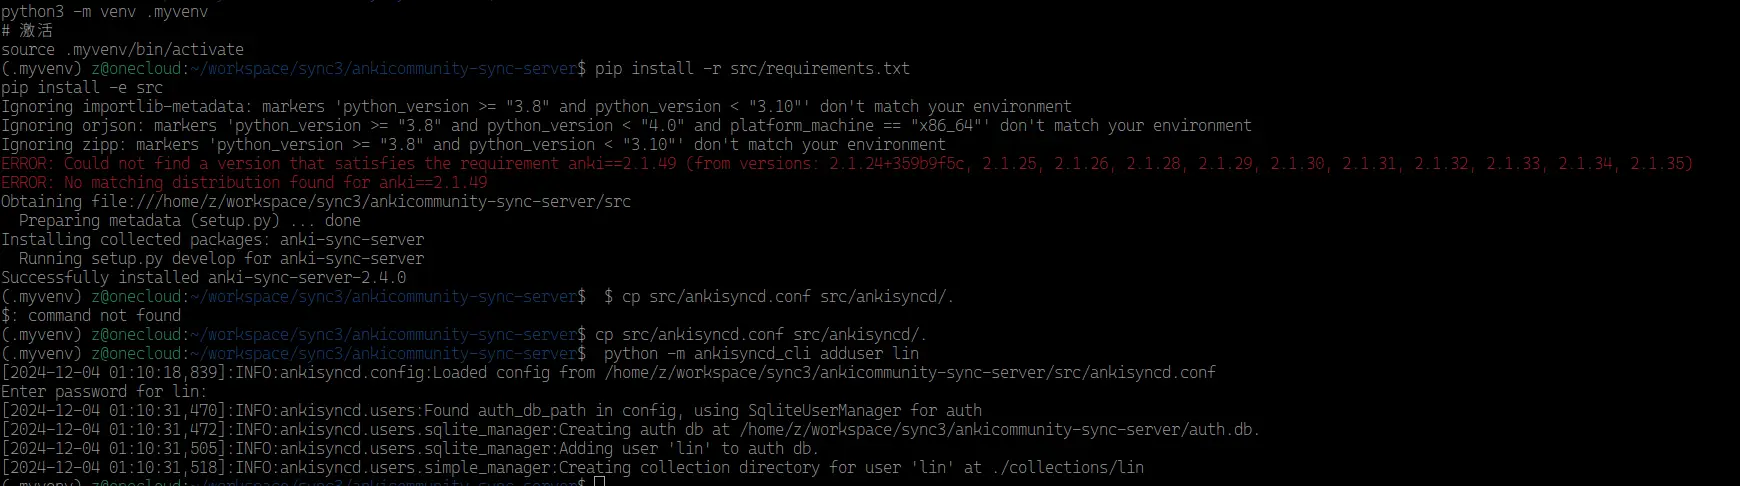 python3 -m venv .myvenv
# 激活
source .myvenv/bin/activate
(.myvenv) z@onecloud:~/workspace/sync3/ankicommunity-sync-server$ pip install -r src/requirements.txt
pip install -e src
Ignoring importlib-metadata: markers 'python_version >= "3.8" and python_version < "3.10"' don't match your environment
Ignoring orjson: markers 'python_version >= "3.8" and python_version < "4.0" and platform_machine == "x86_64"' don't match your environment
Ignoring zipp: markers 'python_version >= "3.8" and python_version < "3.10"' don't match your environment
ERROR: Could not find a version that satisfies the requirement anki==2.1.49 (from versions: 2.1.24+359b9f5c, 2.1.25, 2.1.26, 2.1.28, 2.1.29, 2.1.30, 2.1.31, 2.1.32, 2.1.33, 2.1.34, 2.1.35)
ERROR: No matching distribution found for anki==2.1.49
Obtaining file:///home/z/workspace/sync3/ankicommunity-sync-server/src
  Preparing metadata (setup.py) ... done
Installing collected packages: anki-sync-server
  Running setup.py develop for anki-sync-server
Successfully installed anki-sync-server-2.4.0
(.myvenv) z@onecloud:~/workspace/sync3/ankicommunity-sync-server$  $ cp src/ankisyncd.conf src/ankisyncd/.
$: command not found
(.myvenv) z@onecloud:~/workspace/sync3/ankicommunity-sync-server$ cp src/ankisyncd.conf src/ankisyncd/.
(.myvenv) z@onecloud:~/workspace/sync3/ankicommunity-sync-server$  python -m ankisyncd_cli adduser lin
[2024-12-04 01:10:18,839]:INFO:ankisyncd.config:Loaded config from /home/z/workspace/sync3/ankicommunity-sync-server/src/ankisyncd.conf
Enter password for lin:
[2024-12-04 01:10:31,470]:INFO:ankisyncd.users:Found auth_db_path in config, using SqliteUserManager for auth
[2024-12-04 01:10:31,472]:INFO:ankisyncd.users.sqlite_manager:Creating auth db at /home/z/workspace/sync3/ankicommunity-sync-server/auth.db.
[2024-12-04 01:10:31,505]:INFO:ankisyncd.users.sqlite_manager:Adding user 'lin' to auth db.
[2024-12-04 01:10:31,518]:INFO:ankisyncd.users.simple_manager:Creating collection directory for user 'lin' at ./collections/lin
(.myvenv) z@onecloud:~/workspace/sync3/ankicommunity-sync-server$